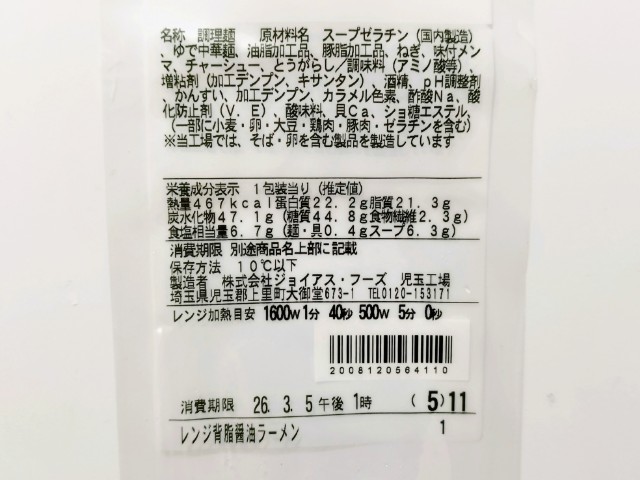 名称 調理麺 原材料名 スープゼラチン(国内製造)
、ゆで中華麺、油脂加工品、豚脂加工品、ねぎ、味付メン
マ、チャーシュー、とうがらし/調味料(アミノ酸等)、
増粘剤(加工デンプン、キサンタン)、酒精、pH調整剤
、かんすい、加工デンプン、カラメル色素、酢酸Na、酸
化防止剤(V.E)、酸味料、貝Ca、ショ糖エステル、
(一部に小麦・卵・大豆・鶏肉・豚肉・ゼラチンを含む)
※当工場では、そば・卵を含む製品を製造しています
栄養成分表示 1包装当り(推定値)
熱量467kcal蛋白質22.2g脂質21.3g
炭水化物47.1g(糖質44.8g食物繊維2.3g)
食塩相当量6.7g(麺・具0.4gスープ6.3g)
消費期限 別途商品名上部に記載
保存方法 10℃以下
製造者 株式会社ジョイアス・フーズ 児玉工場
埼玉県児玉郡上里町大御堂673-1 TEL0120-153171
レンジ加熱目安 1600W 1分 40秒 500W 5分 0秒
2008120564110
消費期限 26.3.5午後1時 (5)11
レンジ背脂醤油ラーメン 1